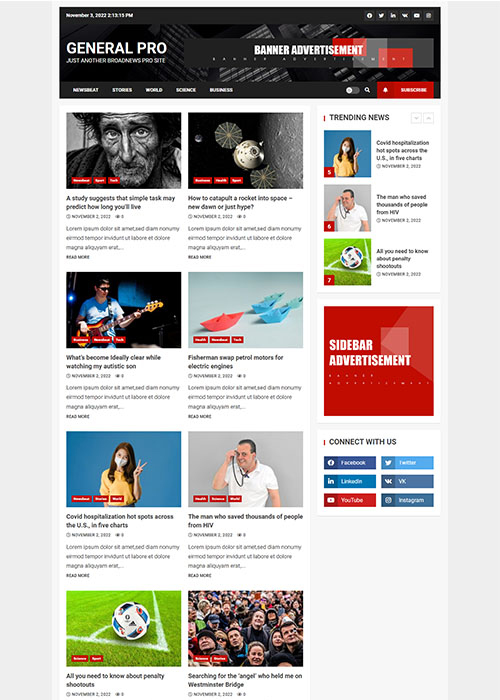 November 3, 2022 2:13:15 PM
GENERAL PRO
JUST ANOTHER BROADNEWS PRO SITE
BANNER ADVERTISEMENT
BANNER ADVERTISEMENT
NEWSBEAT STORIES WORLD SCIENCE BUSINESS SUBSCRIBE
Newsbeat Sport Tech
A study suggests that simple task may
predict how long you'll live
NOVEMBER 2, 2022 0
Lorem ipsum dolor sit amet,sed diam nonumy
eirmod tempor invidunt ut labore et dolore
magna aliquyam erat,...
READ MORE
Business Health Sport
How to catapult a rocket into space –
new dawn or just hype?
NOVEMBER 2, 2022 0
Lorem ipsum dolor sit amet,sed diam nonumy
eirmod tempor invidunt ut labore et dolore
magna aliquyam erat,...
READ MORE
Business Newsbeat Tech
What's become Ideally clear while
watching my autistic son
NOVEMBER 2, 2022 0
Lorem ipsum dolor sit amet,sed diam nonumy
eirmod tempor invidunt ut labore et dolore
magna aliquyam erat,...
READ MORE
Health Newsbeat Tech
Fisherman swap petrol motors for
electric engines
NOVEMBER 2, 2022 0
Lorem ipsum dolor sit amet,sed diam nonumy
eirmod tempor invidunt ut labore et dolore
magna aliquyam erat,...
READ MORE
Newsbeat Stories World
Covid hospitalization hot spots across
the U.S., in five charts
NOVEMBER 2, 2022 0
Lorem ipsum dolor sit amet,sed diam nonumy
eirmod tempor invidunt ut labore et dolore
magna aliquyam erat,...
READ MORE
Health Science World
The man who saved thousands of people
from HIV
NOVEMBER 2, 2022 0
Lorem ipsum dolor sit amet,sed diam nonumy
eirmod tempor invidunt ut labore et dolore
magna aliquyam erat,...
READ MORE
Science Sport
All you need to know about penalty
shootouts
NOVEMBER 2, 2022 0
Science Stories
Searching for the 'angel' who held me on
Westminster Bridge
NOVEMBER 2, 2022 0
TRENDING NEWS
5
Covid hospitalization
hot spots across the
U.S., in five charts
NOVEMBER 2, 2022
6
The man who saved
thousands of people
from HIV
NOVEMBER 2, 2022
7
All you need to know
about penalty
shootouts
NOVEMBER 2, 2022
SIDEBAR
ADVERTISEMENT
BANNER
ADVERTISEMENT
CONNECT WITH US
Facebook Twitter
LinkedIn VK
YouTube Instagram